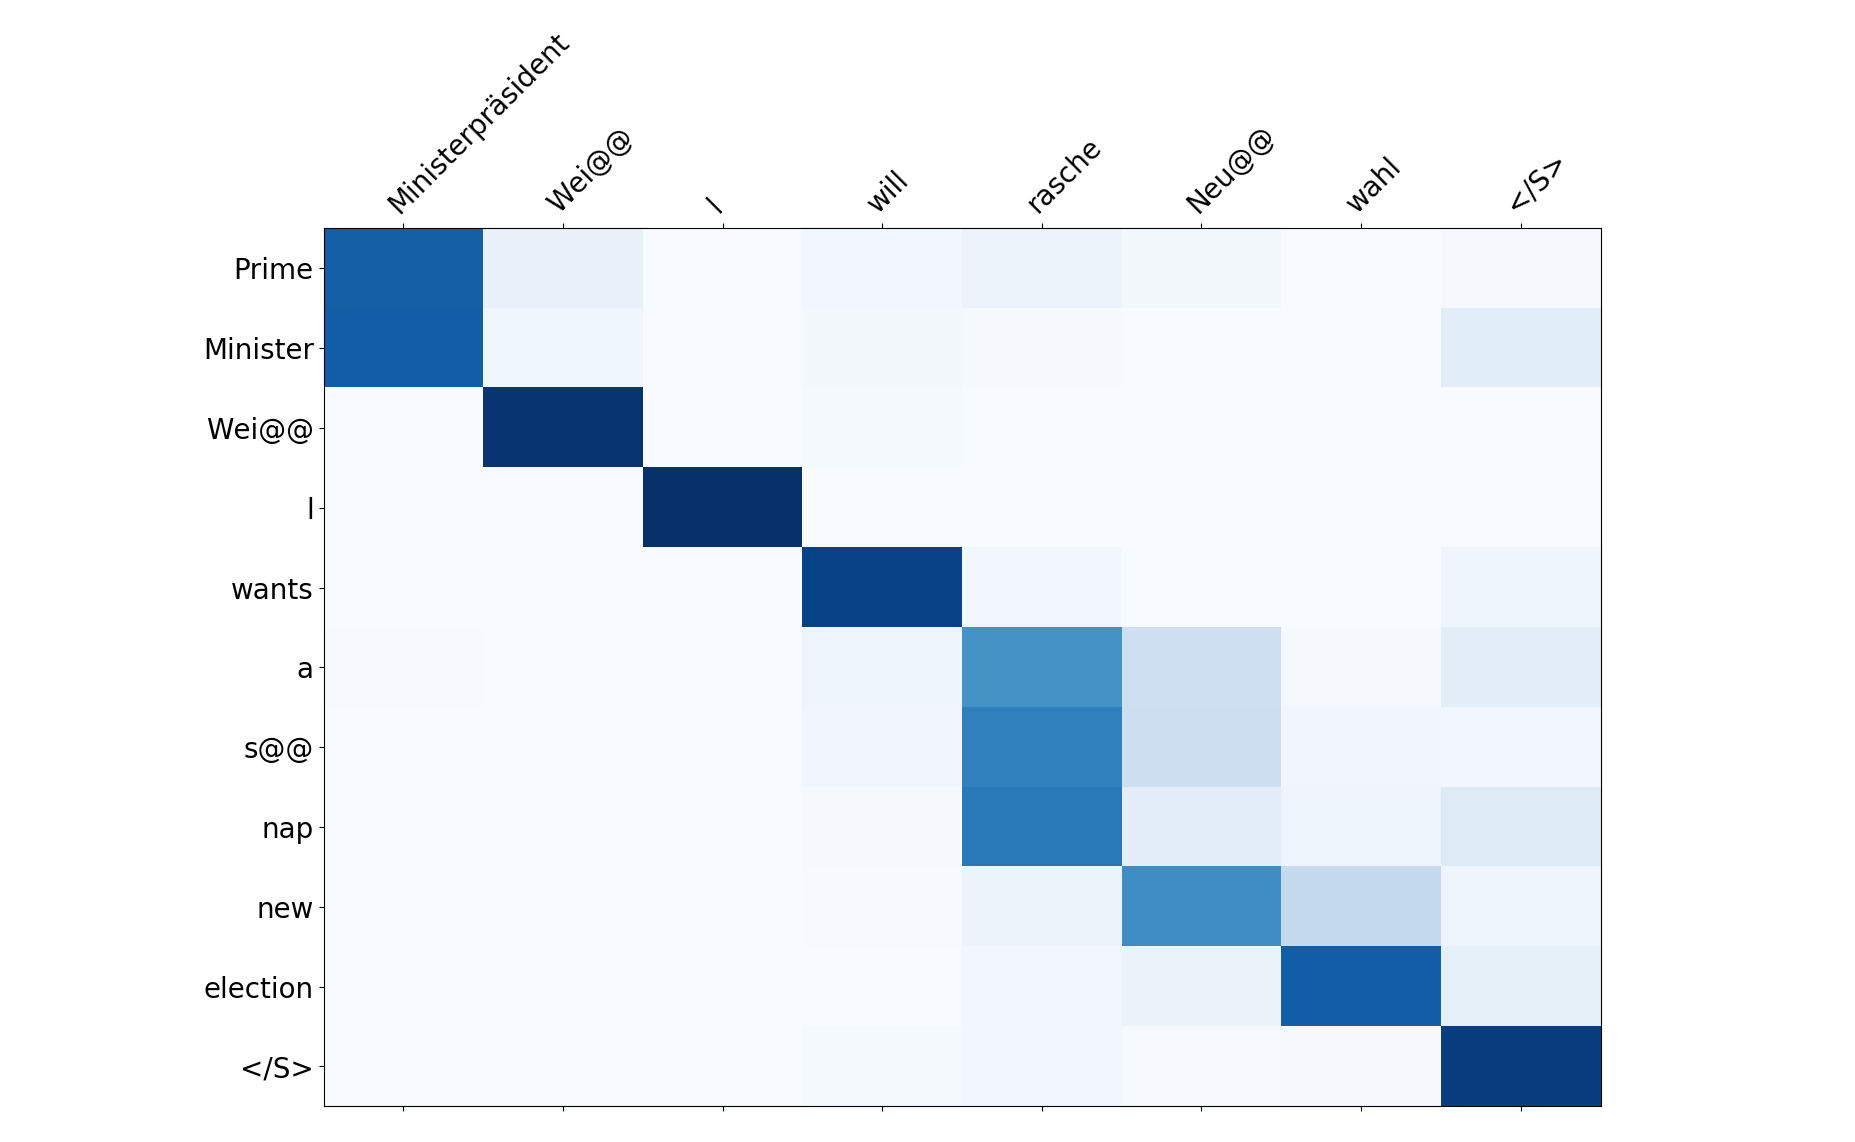 Ministerpräsident
Wei@@
l
will
rasche
Neu@@
wahl
</S>
Prime
Minister
Wei@@
l
wants
a
s@@
nap
new
election
</S>